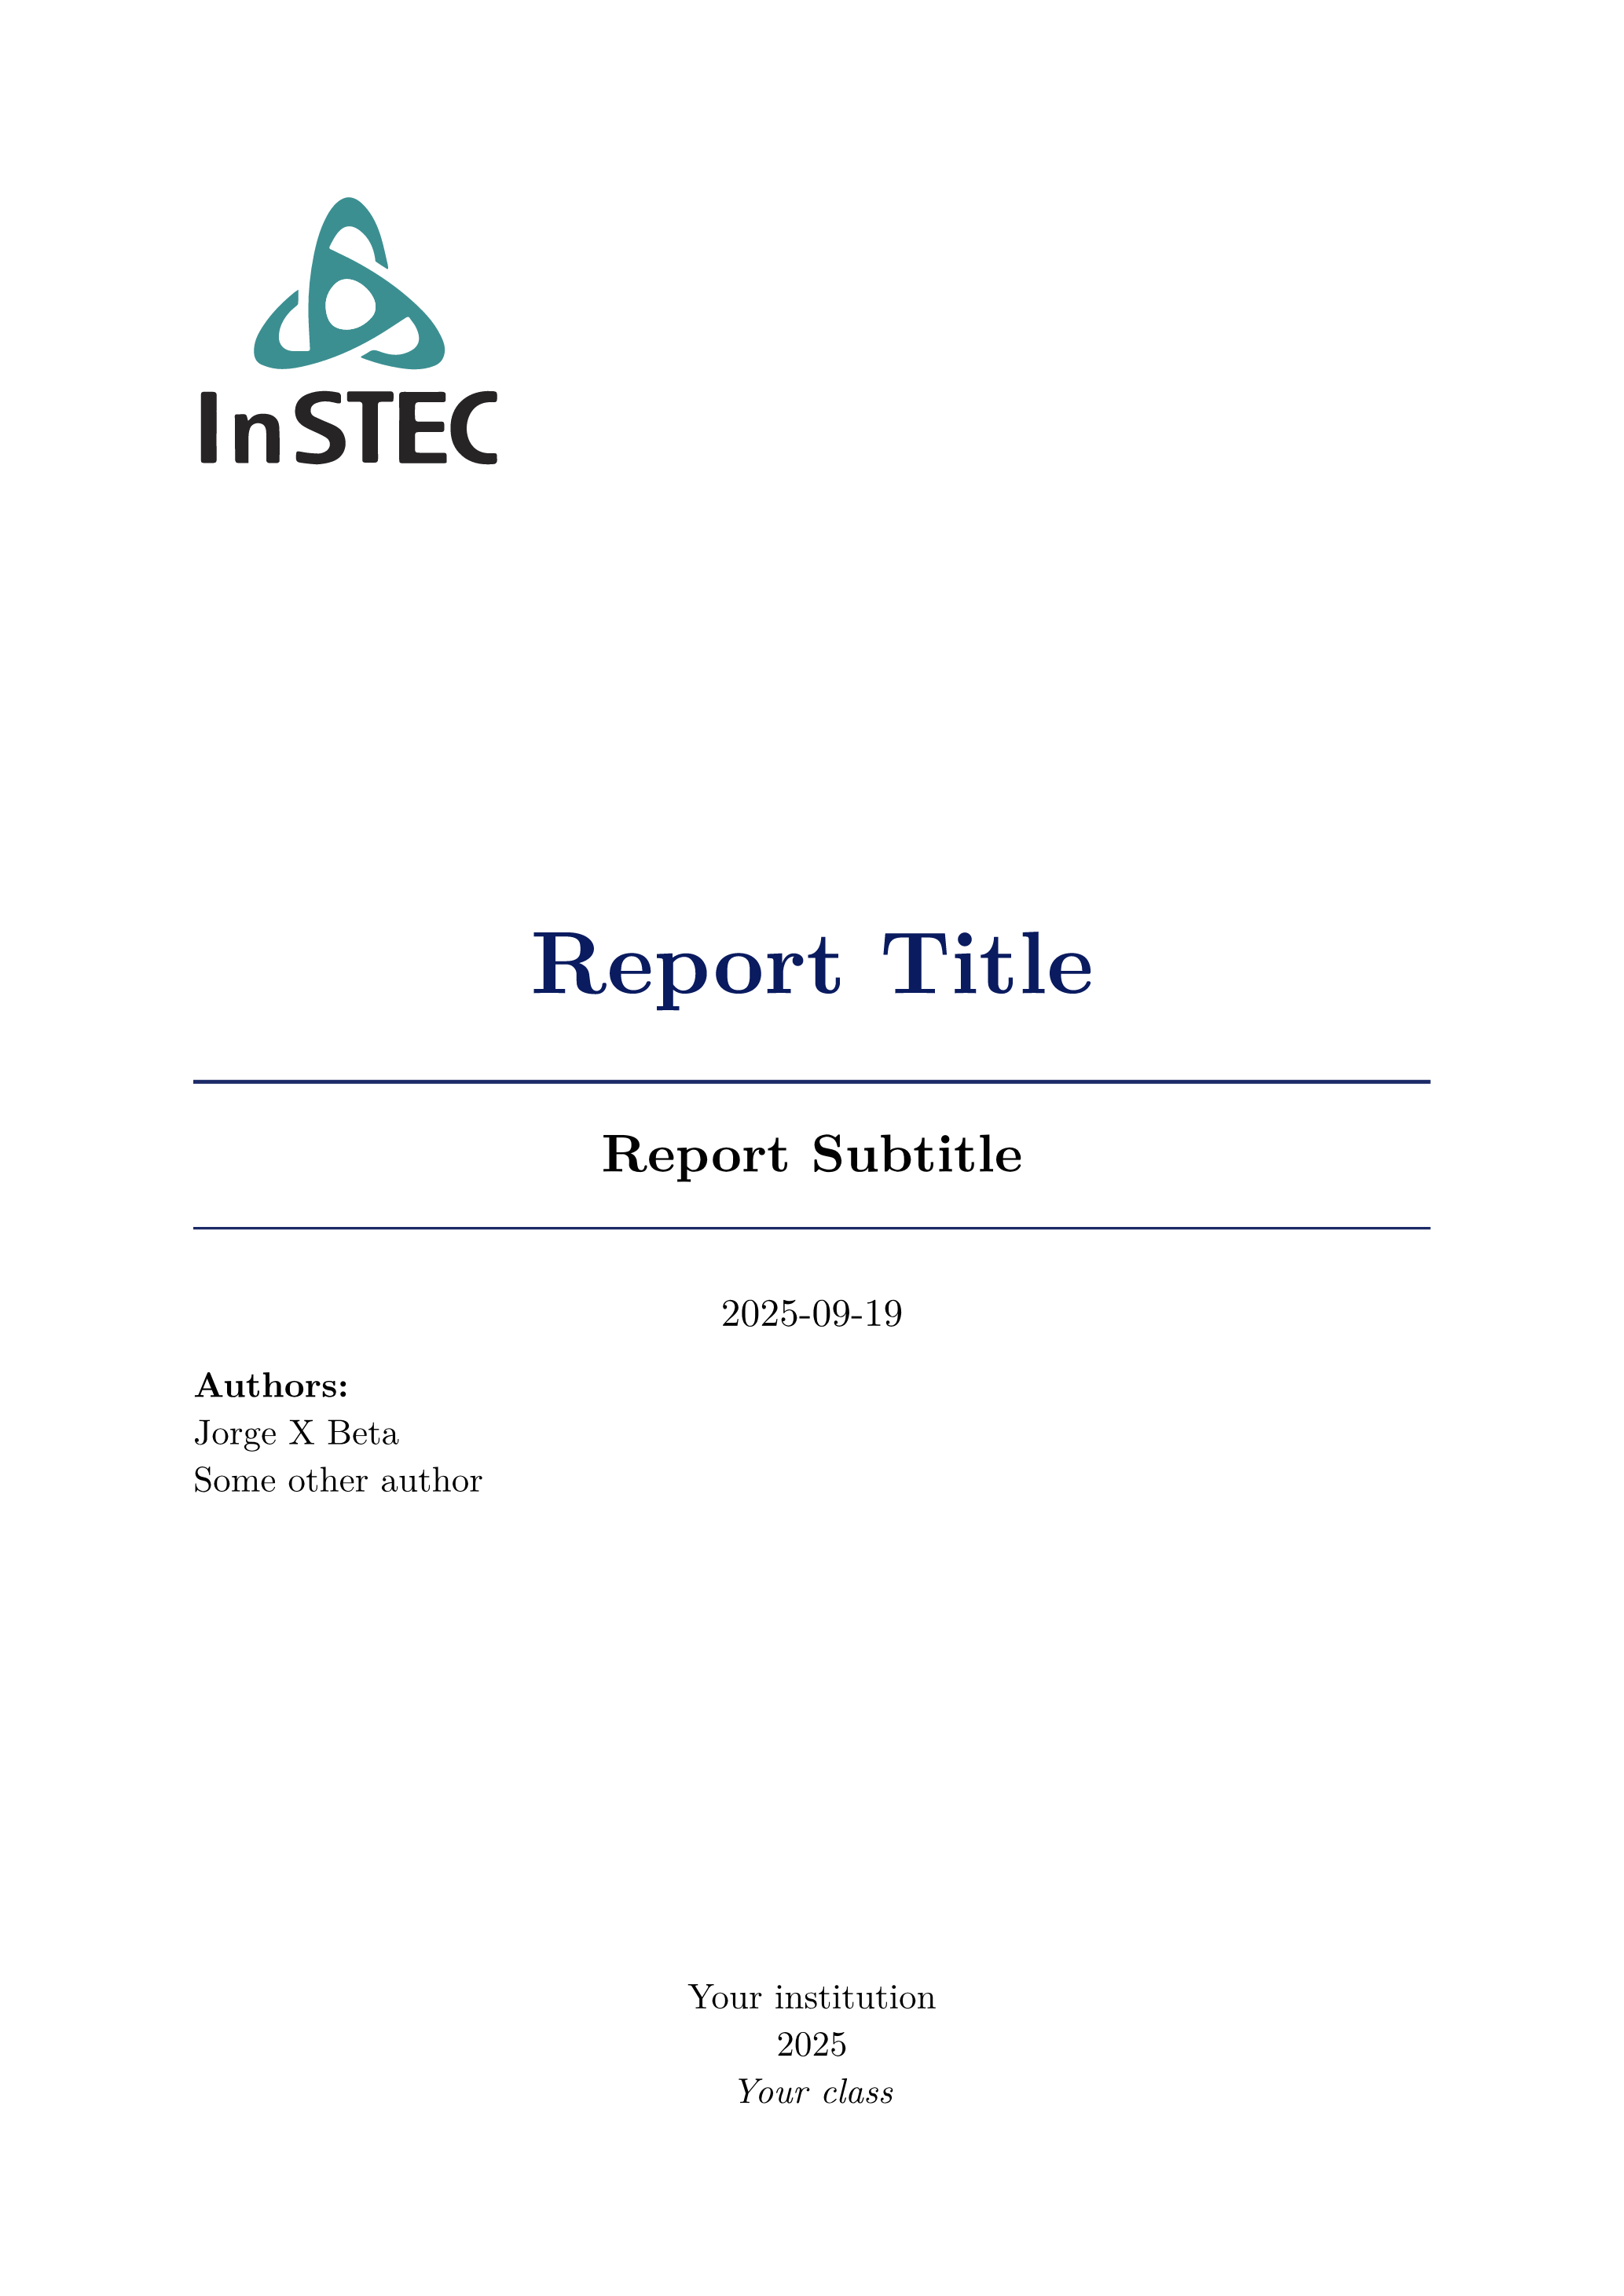 InSTEC
Report Title
Report Subtitle
2025-09-19
Authors:
Jorge X Beta
Some other author
Your institution
2025
Your class